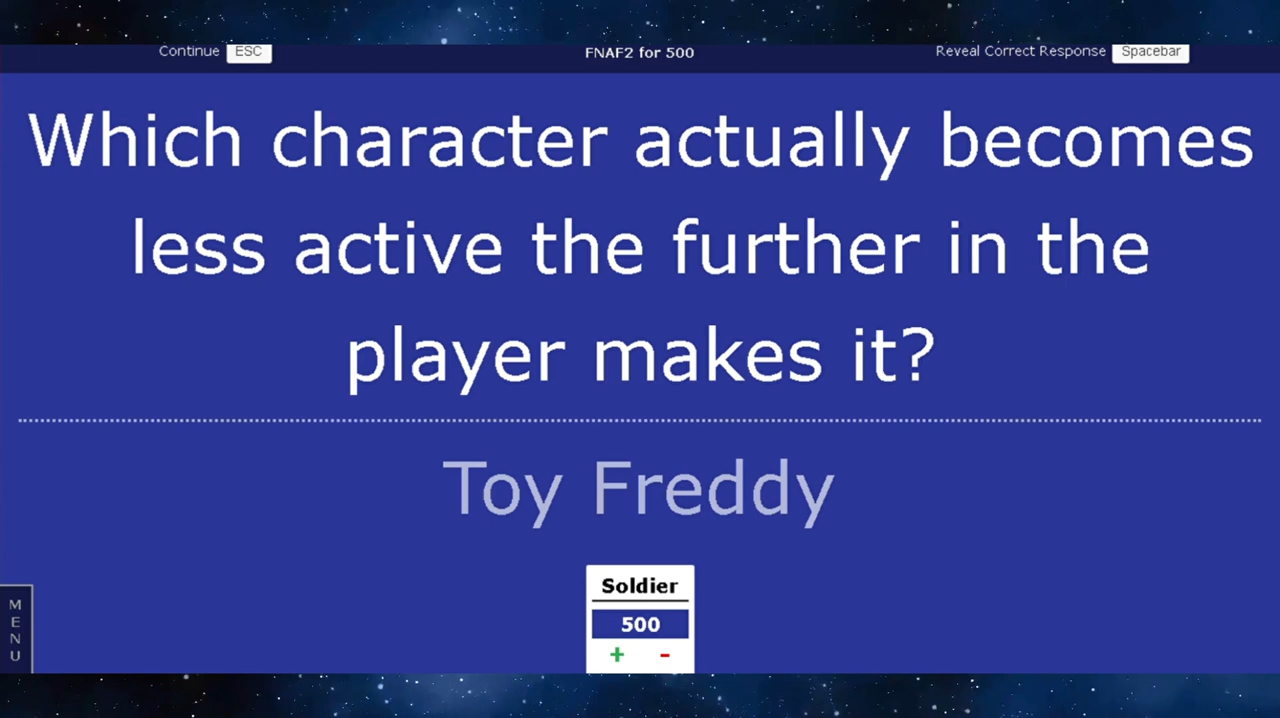 Continue ESC FNAF2 for 500 Reveal Correct Response Spacebar
Which character actually becomes
less active the further in the
player makes it?
Toy Freddy
Soldier
500
+ -
MENU